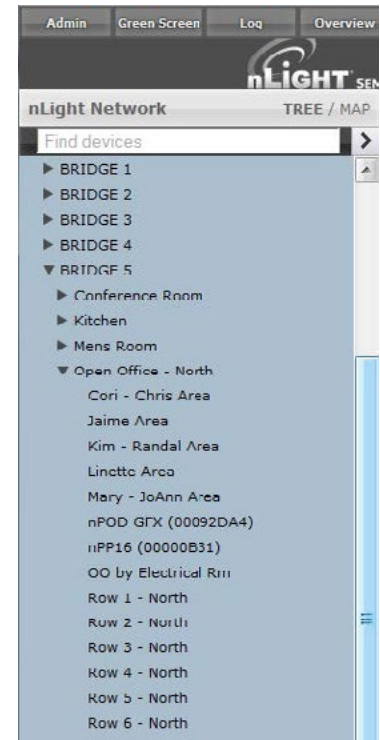 Admin Green Screen Log Overview
nLIGHT SEN
nLight Network TREE / MAP
Find devices
BRIDGE 1
BRIDGE 2
BRIDGE 3
BRIDGE 4
BRIDGE 5
Conference Room
Kitchen
Mens Room
Open Office - North
Cori - Chris Area
Jaime Area
Kim - Randal Area
Linette Area
Mary - JoAnn Area
nPOD GFX (00092DA4)
nPP16 (00000B31)
OO by Electrical Rm
Row 1 - North
Row 2 - North
Row 3 - North
Row 4 - North
Row 5 - North
Row 6 - North